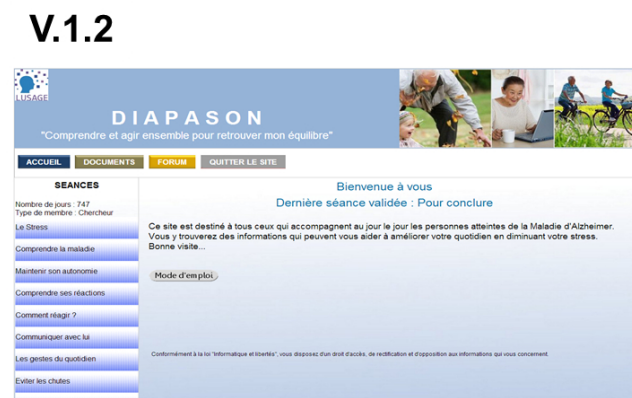 V.1.2
LUSAGE
DIAPASON
"Comprendre et agir ensemble pour retrouver mon équilibre"
ACCUEIL DOCUMENTS FORUM QUITTER LE SITE
SEANCES
Nombre de jours : 747
Type de membre : Chercheur
Le Stress
Comprendre la maladie
Maintenir son autonomie
Comprendre ses réactions
Comment réagir ?
Communiquer avec lui
Les gestes du quotidien
Eviter les chutes
Bienvenue à vous
Dernière séance validée : Pour conclure
Ce site est destiné à tous ceux qui accompagnent au jour le jour les personnes atteintes de la Maladie d'Alzheimer.
Vous y trouverez des informations qui peuvent vous aider à améliorer votre quotidien en diminuant votre stress.
Bonne visite...
Mode d'emploi
Conformément à la loi "Informatique et libertés", vous disposez d'un droit d'accès, de rectification et d'opposition aux informations qui vous concernent.